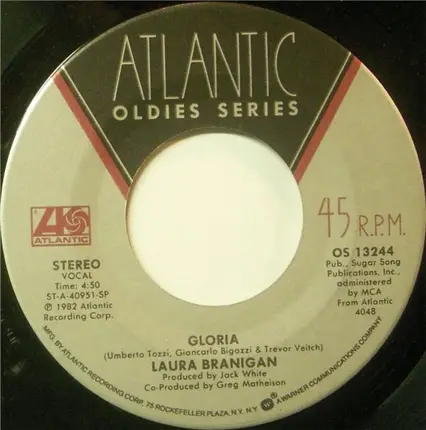 ATLANTIC
OLDIES SERIES
ATLANTIC
STEREO
VOCAL
Time: 4:50
ST-A-40951-SP
℗ 1982 Atlantic
Recording Corp.
45 R.P.M.
OS 13244
Pub., Sugar Song
Publications, Inc.,
administered
by MCA
From Atlantic
4048
GLORIA
(Umberto Tozzi, Giancarlo Bigazzi & Trevor Veitch)
LAURA BRANIGAN
Produced by Jack White
Co-Produced by Greg Matheison
MFG. BY ATLANTIC RECORDING CORP., 75 ROCKEFELLER PLAZA, N.Y. N.Y. W A WARNER COMMUNICATIONS COMPANY